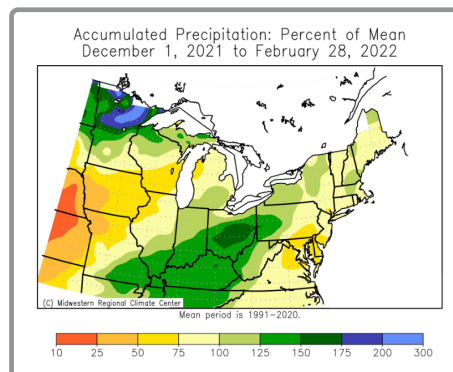 Accumulated Precipitation: Percent of Mean
December 1, 2021 to February 28, 2022
(C) Midwestern Regional Climate Center
Mean period is 1991-2020.
10 25 50 75 100 125 150 175 200 300